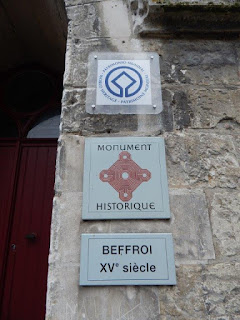 MONUMENT
HISTORIQUE
BEFFROI
XVe siècle